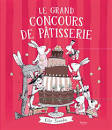 LE GRAND
CONCOURS DE
PÂTISSERIE